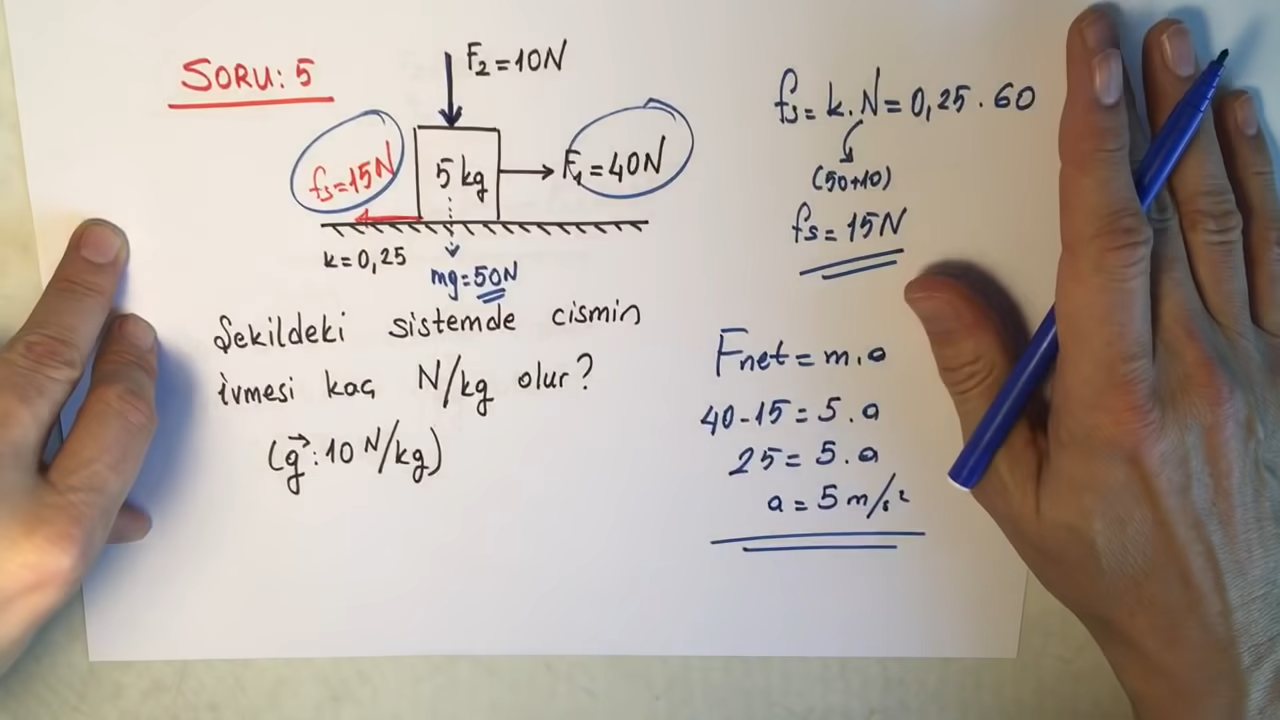 SORU: 5
F₂ = 10N
fs = 15N
5 kg
F₁ = 40N
k = 0,25
mg = 50N
Şekildeki sistemde cismin
ivmesi kaç N/kg olur?
(g⃗: 10 N/kg)
fs = k.N = 0,25 . 60
(50+10)
fs = 15N
Fnet = m.a
40-15 = 5.a
25 = 5.a
a = 5 m/s²